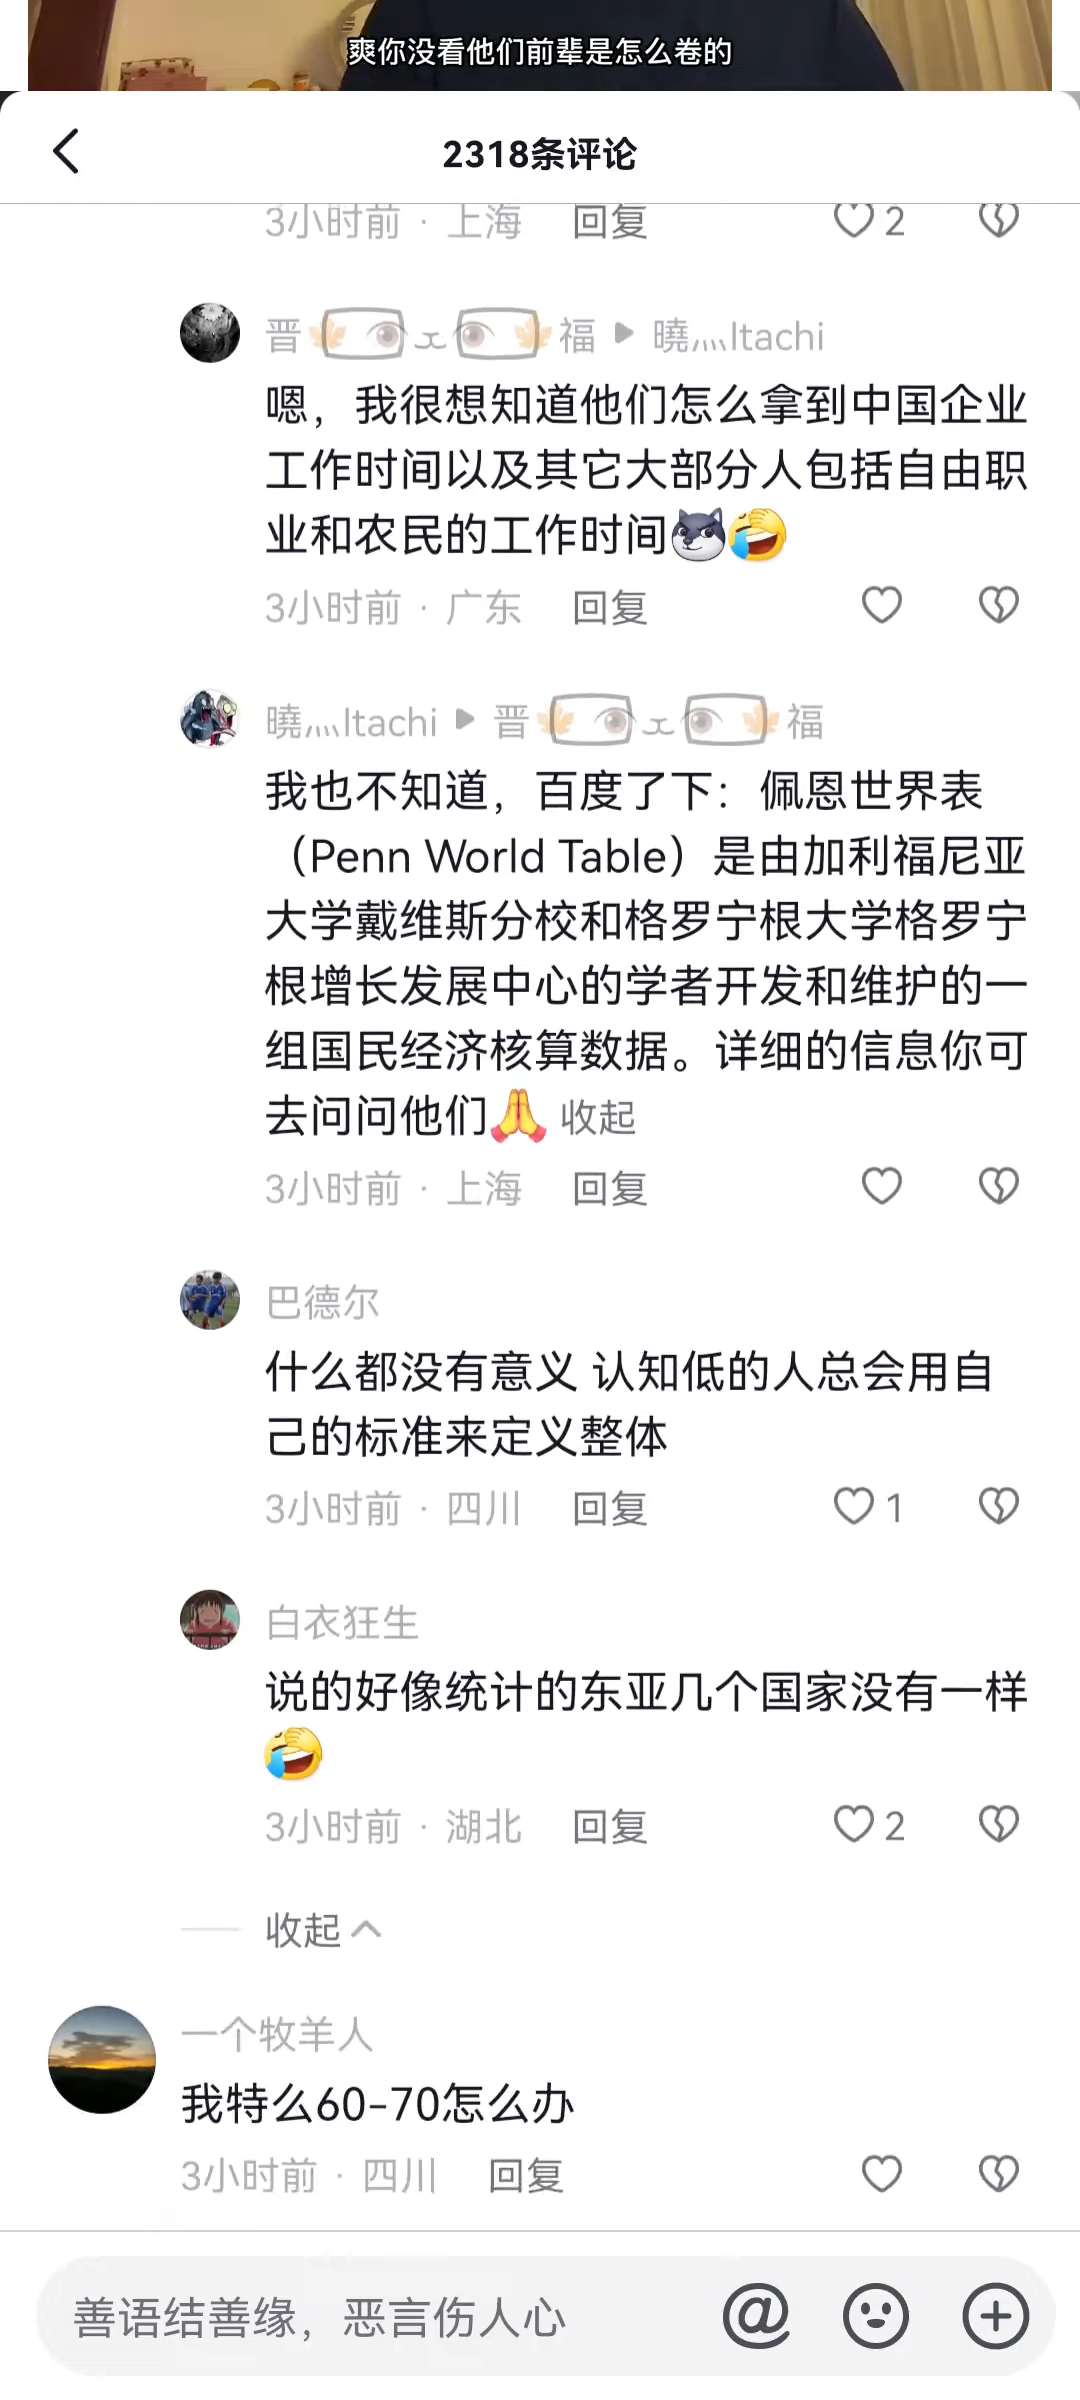 爽你没看他们前辈是怎么卷的
2318条评论
3小时前 · 上海 回复 2
晋 ェ 福 ▶ 曉灬Itachi
嗯，我很想知道他们怎么拿到中国企业
工作时间以及其它大部分人包括自由职
业和农民的工作时间
3小时前 · 广东 回复
曉灬Itachi ▶ 晋 ェ 福
我也不知道，百度了下：佩恩世界表
（Penn World Table）是由加利福尼亚
大学戴维斯分校和格罗宁根大学格罗宁
根增长发展中心的学者开发和维护的一
组国民经济核算数据。详细的信息你可
去问问他们🙏 收起
3小时前 · 上海 回复
巴德尔
什么都没有意义 认知低的人总会用自
己的标准来定义整体
3小时前 · 四川 回复 1
白衣狂生
说的好像统计的东亚几个国家没有一样
3小时前 · 湖北 回复 2
收起
一个牧羊人
我特么60-70怎么办
3小时前 · 四川 回复
善语结善缘，恶言伤人心 @